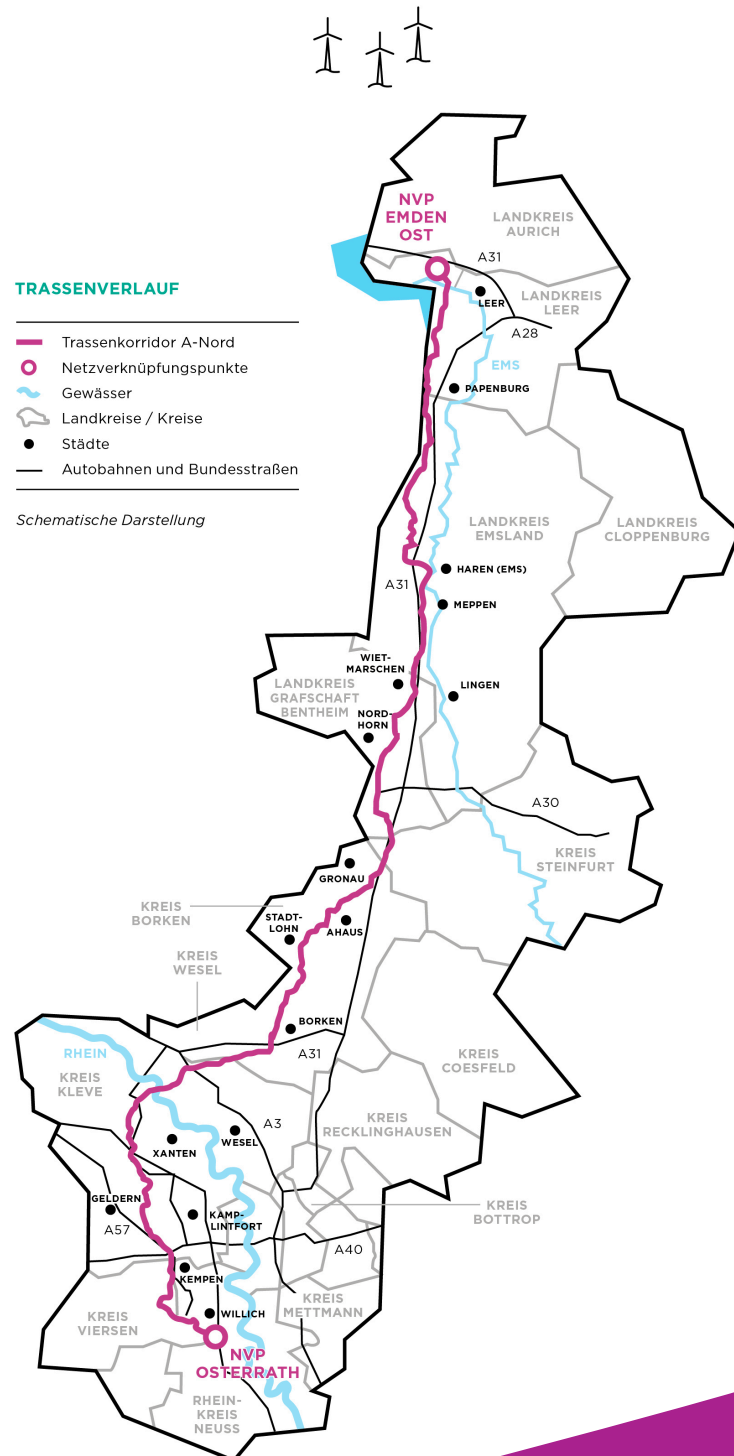 NVP
EMDEN
OST
LANDKREIS
AURICH
A31
LEER
LANDKREIS
LEER
A28
EMS
PAPENBURG
TRASSENVERLAUF
Trassenkorridor A-Nord
Netzverknüpfungspunkte
Gewässer
Landkreise / Kreise
Städte
Autobahnen und Bundesstraßen
Schematische Darstellung
LANDKREIS
EMSLAND
LANDKREIS
CLOPPENBURG
HAREN (EMS)
A31
MEPPEN
WIET-
MARSCHEN
LANDKREIS
GRAFSCHAFT
BENTHEIM
LINGEN
NORD-
HORN
A30
KREIS
STEINFURT
GRONAU
KREIS
BORKEN
STADT-
LOHN
AHAUS
KREIS
WESEL
BORKEN
A31
KREIS
COESFELD
RHEIN
KREIS
KLEVE
KREIS
RECKLINGHAUSEN
A3
WESEL
XANTEN
GELDERN
A57
KAMP-
LINTFORT
KREIS
BOTTROP
A40
KEMPEN
KREIS
METTMANN
KREIS
VIERSEN
WILLICH
NVP
OSTERRATH
RHEIN-
KREIS
NEUSS